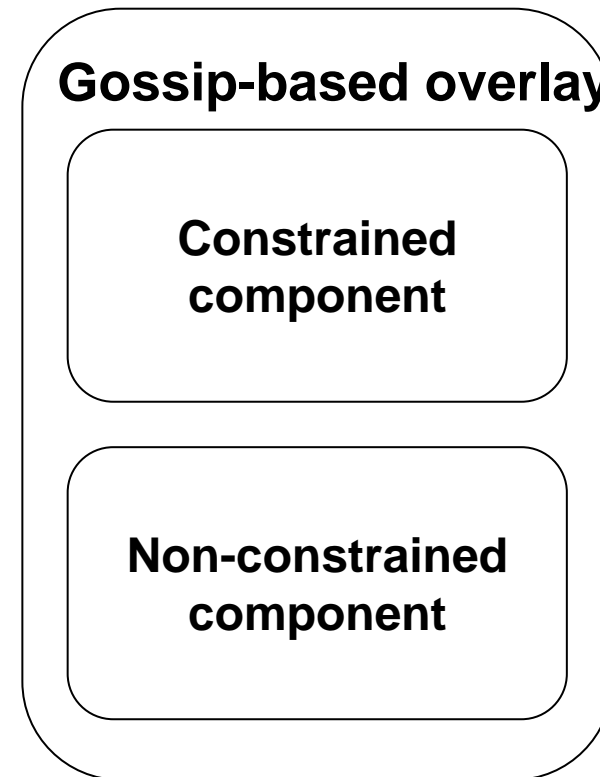 Gossip-based overlay
Constrained
component
Non-constrained
component